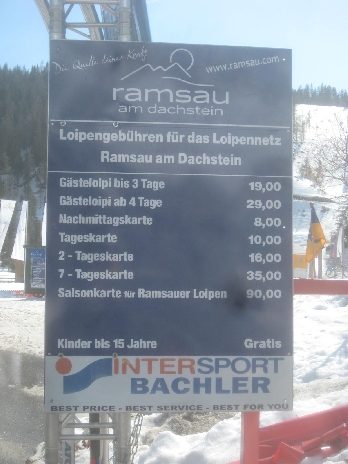 Die Quelle deiner Kraft
www.ramsau.com
ramsau
am dachstein
Loipengebühren für das Loipennetz
Ramsau am Dachstein
Gästeloipi bis 3 Tage 19,00
Gästeloipi ab 4 Tage 29,00
Nachmittagskarte 8,00
Tageskarte 10,00
2 - Tageskarte 16,00
7 - Tageskarte 35,00
Saisonkarte für Ramsauer Loipen 90,00
Kinder bis 15 Jahre Gratis
INTERSPORT
BACHLER
BEST PRICE - BEST SERVICE - BEST FOR YOU